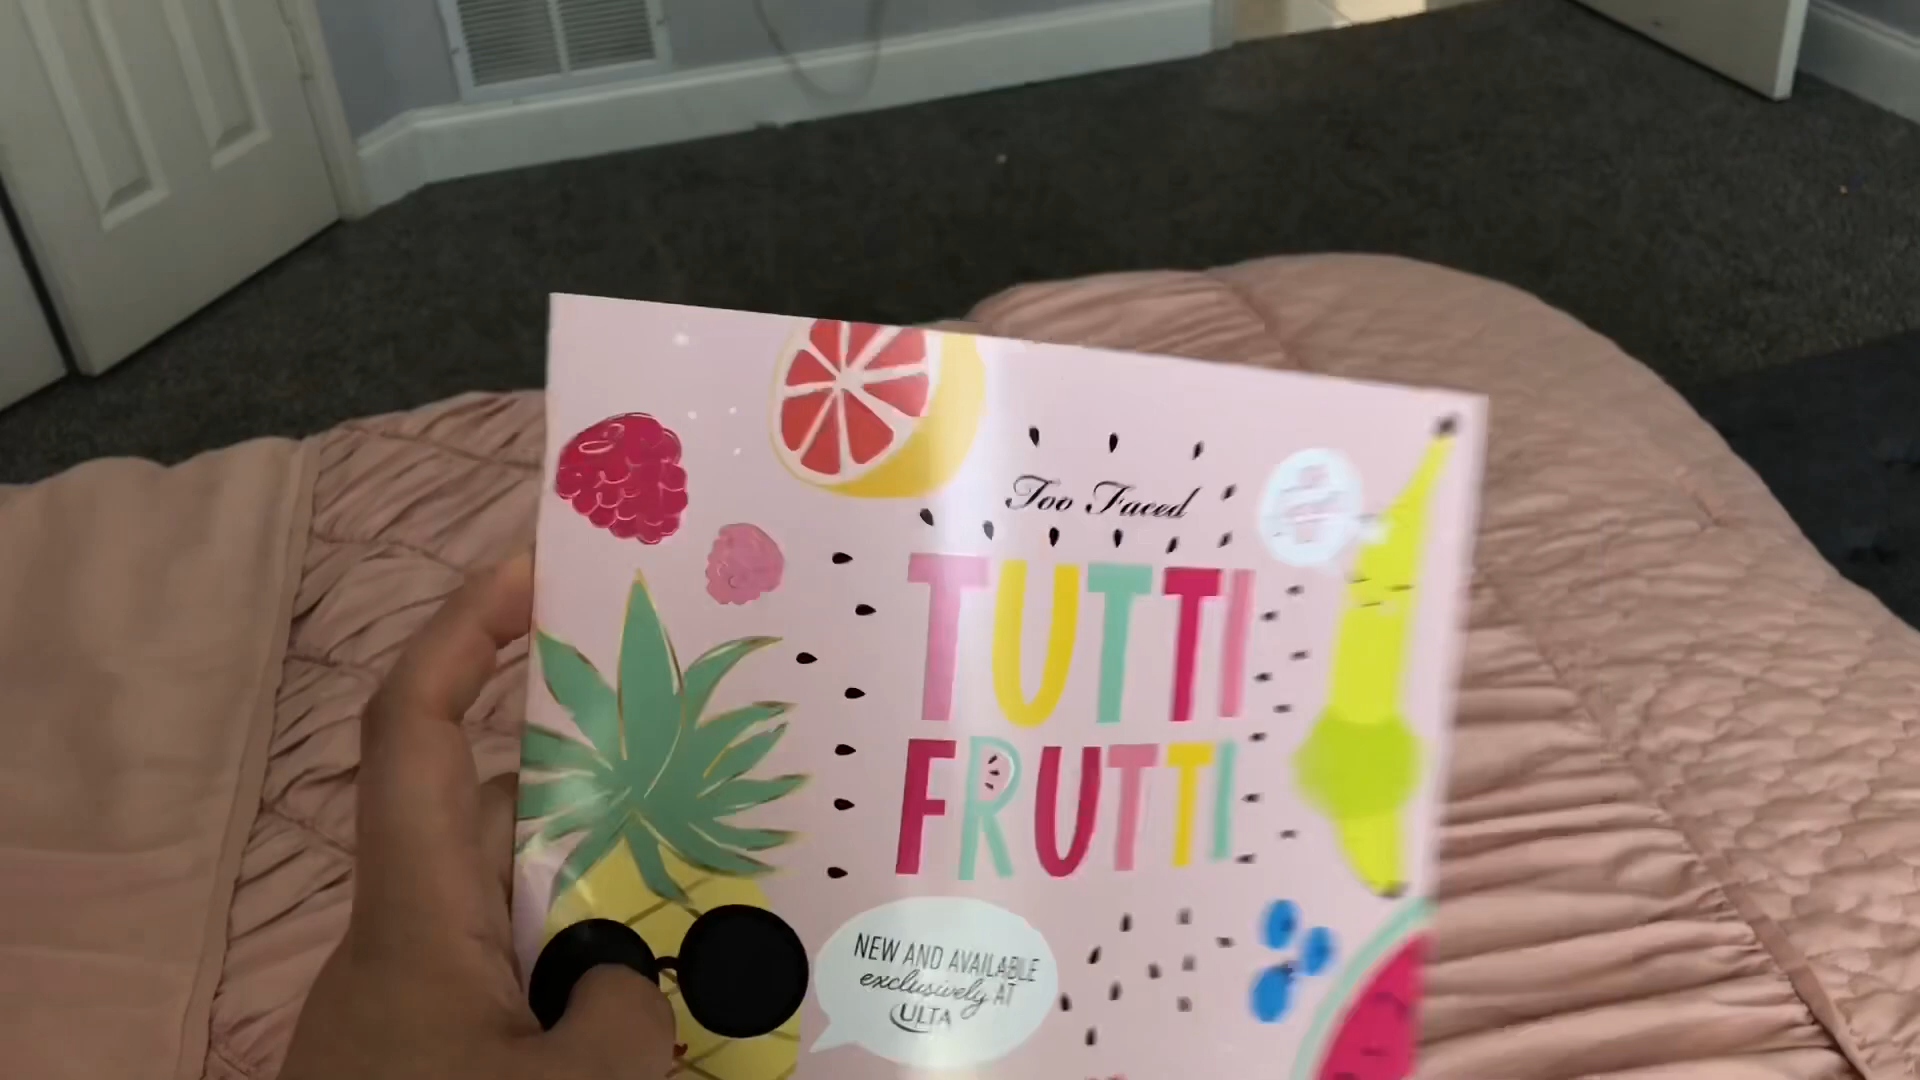 Too Faced
TUTTI
FRUTTI
NEW AND AVAILABLE
exclusively AT
ULTA